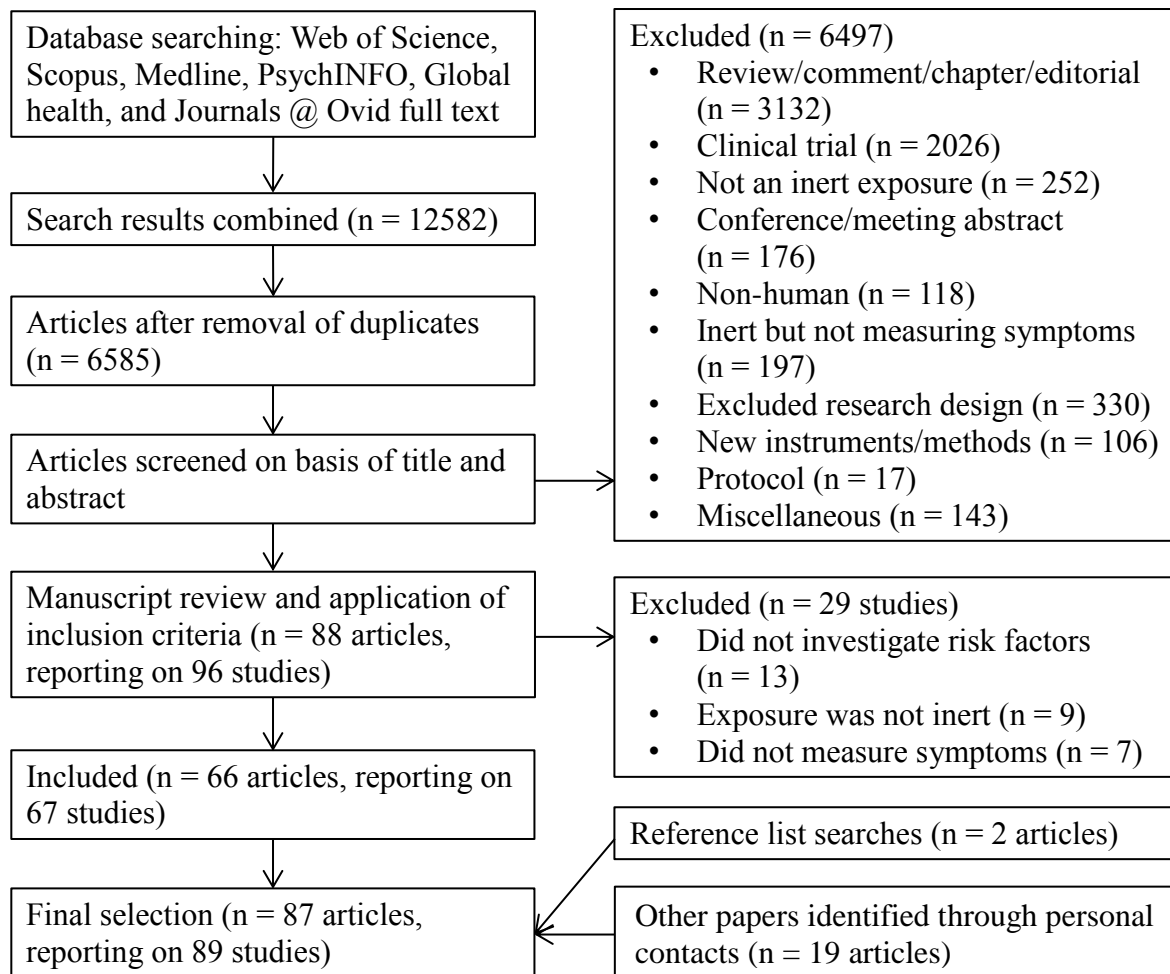 Database searching: Web of Science,
Scopus, Medline, PsychINFO, Global
health, and Journals @ Ovid full text
Search results combined (n = 12582)
Articles after removal of duplicates
(n = 6585)
Articles screened on basis of title and
abstract
Manuscript review and application of
inclusion criteria (n = 88 articles,
reporting on 96 studies)
Included (n = 66 articles, reporting on
67 studies)
Final selection (n = 87 articles,
reporting on 89 studies)
Excluded (n = 6497)
• Review/comment/chapter/editorial
(n = 3132)
• Clinical trial (n = 2026)
• Not an inert exposure (n = 252)
• Conference/meeting abstract
(n = 176)
• Non-human (n = 118)
• Inert but not measuring symptoms
(n = 197)
• Excluded research design (n = 330)
• New instruments/methods (n = 106)
• Protocol (n = 17)
• Miscellaneous (n = 143)
Excluded (n = 29 studies)
• Did not investigate risk factors
(n = 13)
• Exposure was not inert (n = 9)
• Did not measure symptoms (n = 7)
Reference list searches (n = 2 articles)
Other papers identified through personal
contacts (n = 19 articles)